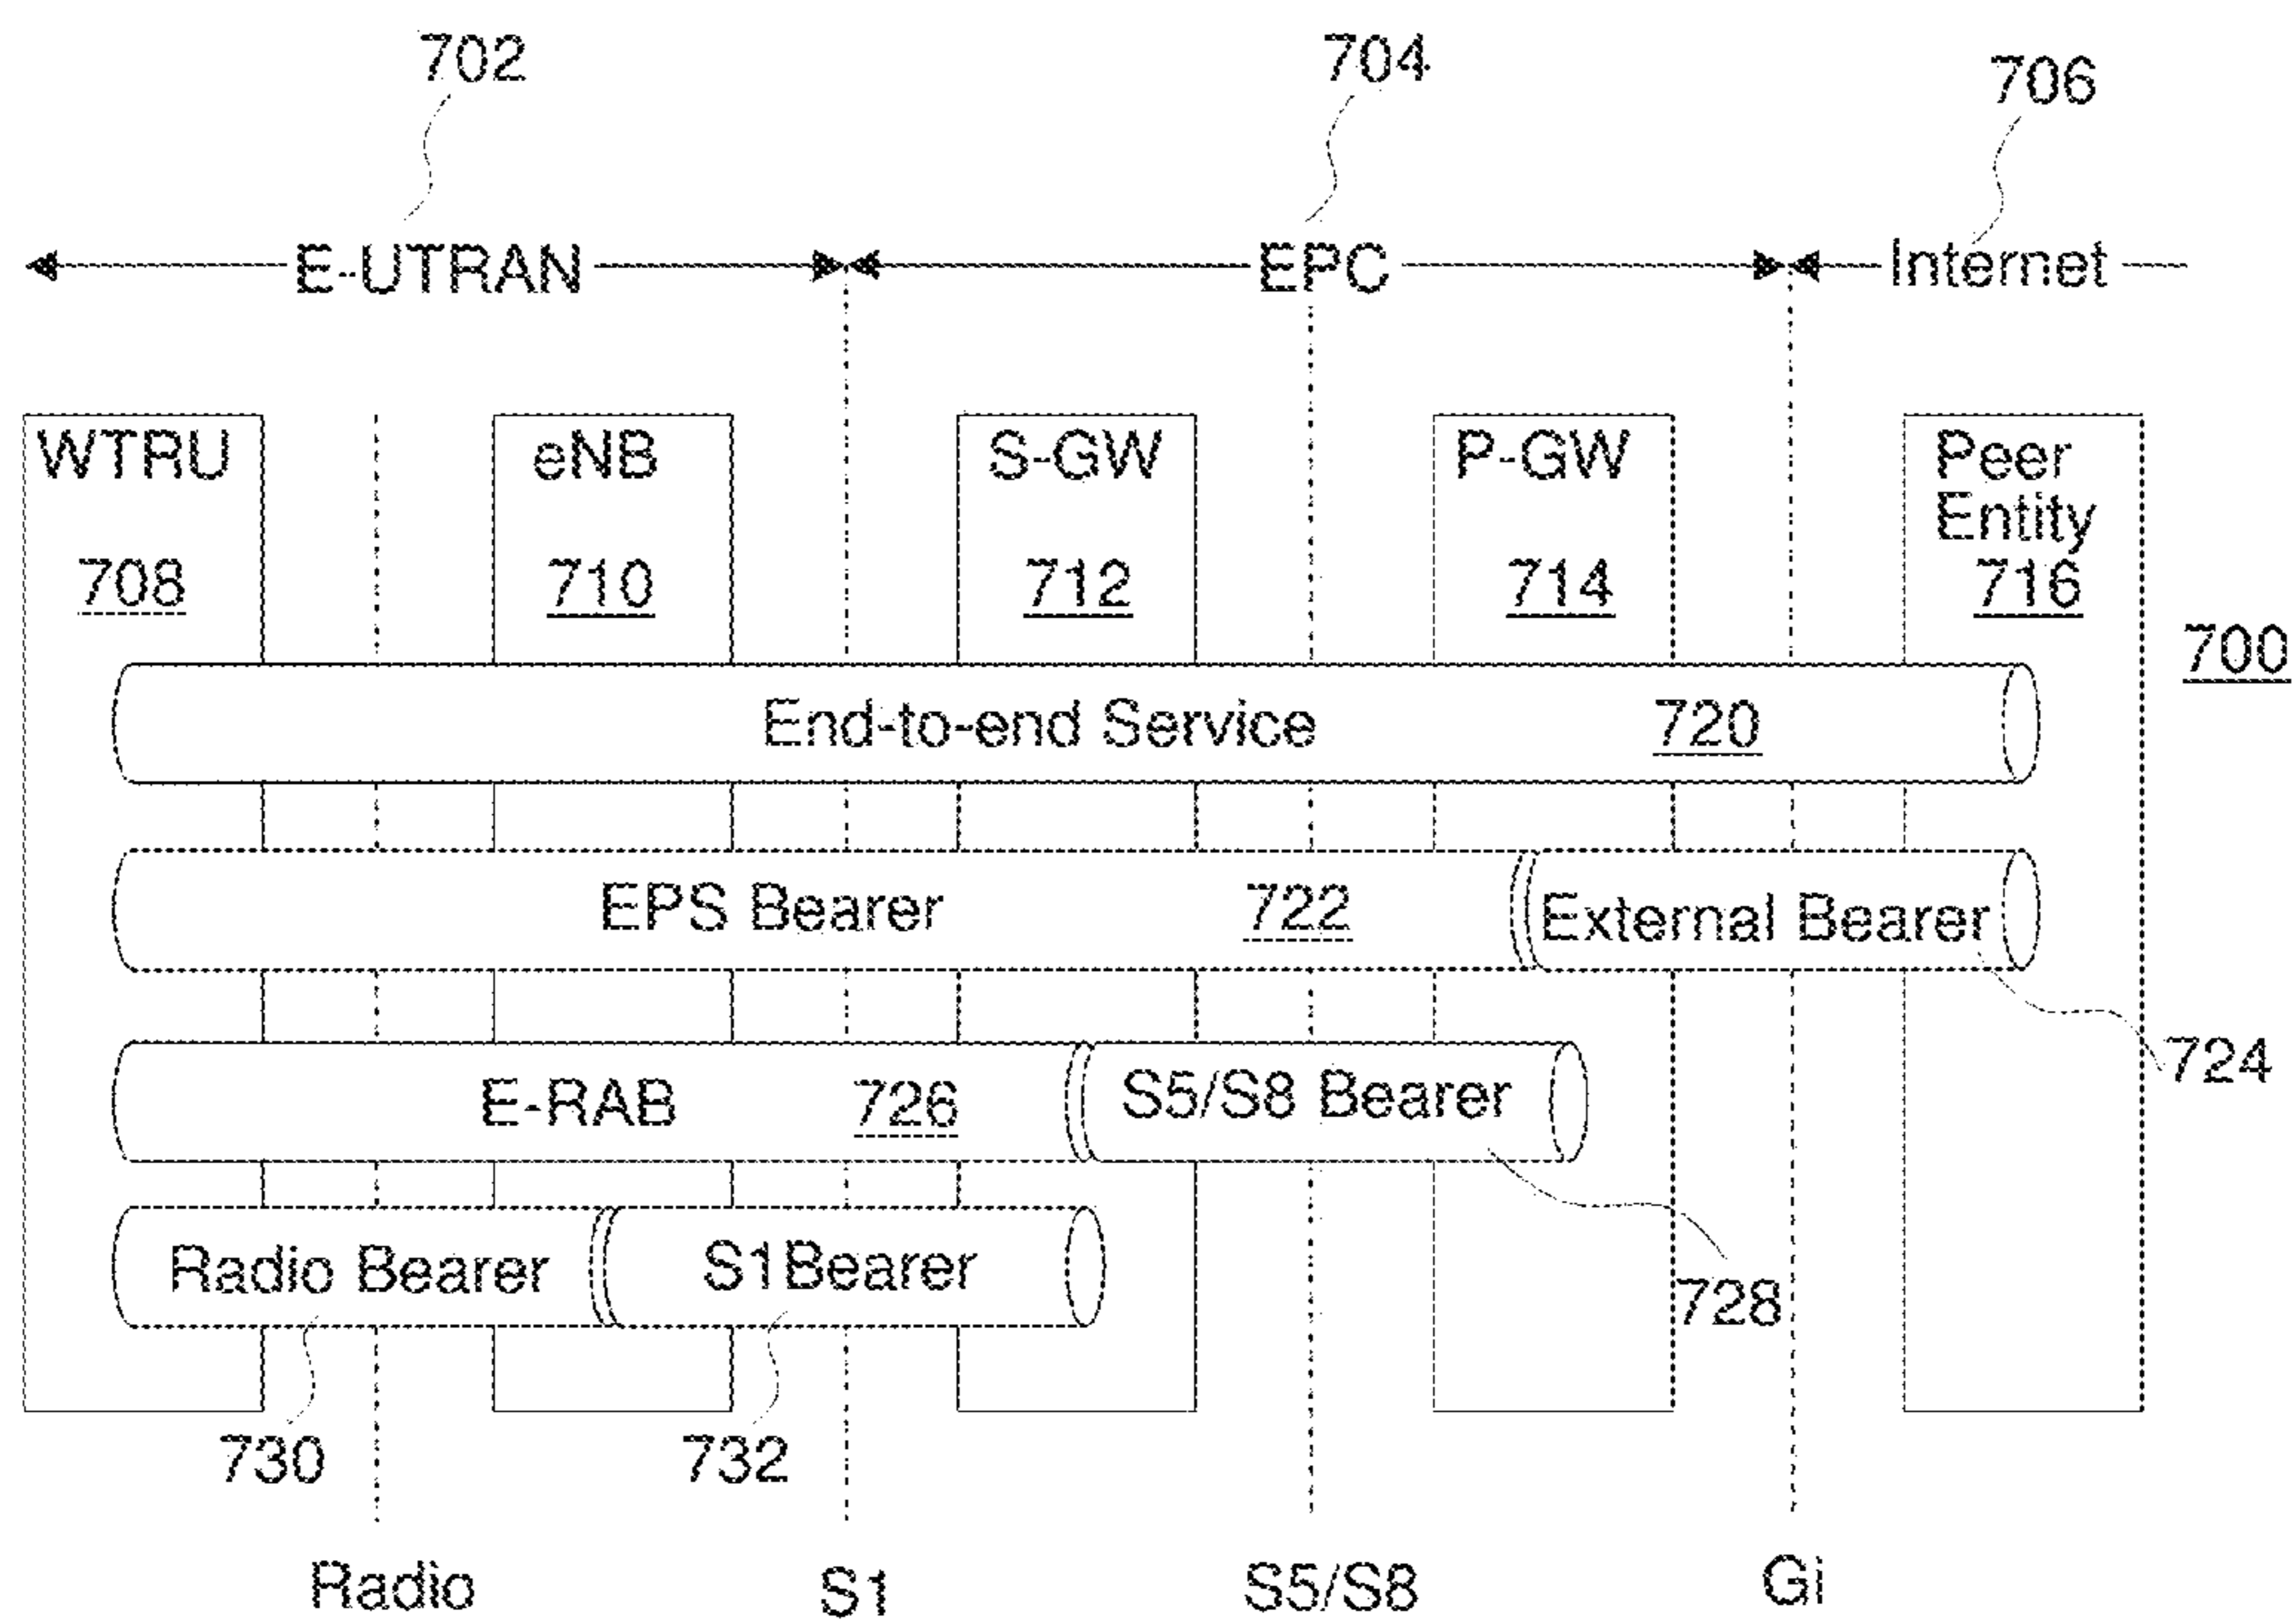 702
704
706
E-UTRAN
EPC
Internet
WTRU
eNB
S-GW
P-GW
Peer
Entity
708
710
712
714
716
700
End-to-end Service 720
EPS Bearer 722
External Bearer
724
E-RAB 726
S5/S8 Bearer
728
Radio Bearer
S1Bearer
730
732
Radio
S1
S5/S8
Gi